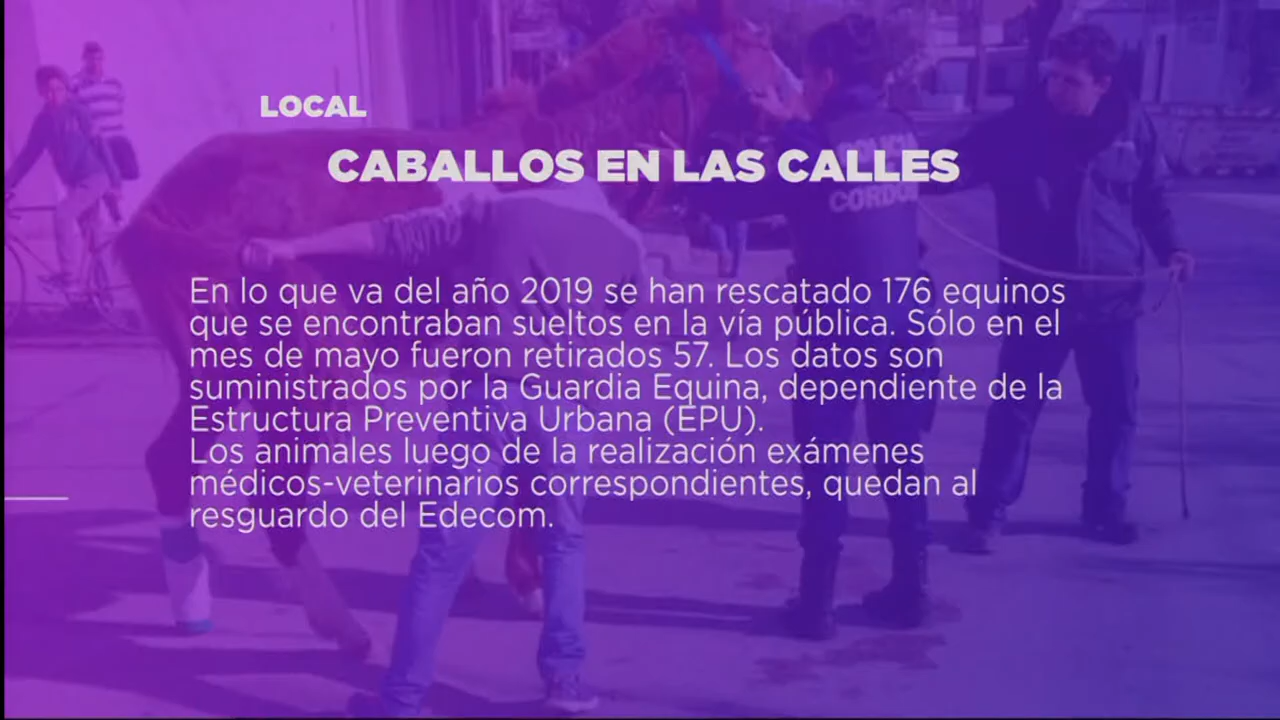 LOCAL
CABALLOS EN LAS CALLES
En lo que va del año 2019 se han rescatado 176 equinos
que se encontraban sueltos en la vía pública. Sólo en el
mes de mayo fueron retirados 57. Los datos son
suministrados por la Guardia Equina, dependiente de la
Estructura Preventiva Urbana (EPU).
Los animales luego de la realización exámenes
médicos-veterinarios correspondientes, quedan al
resguardo del Edecom.